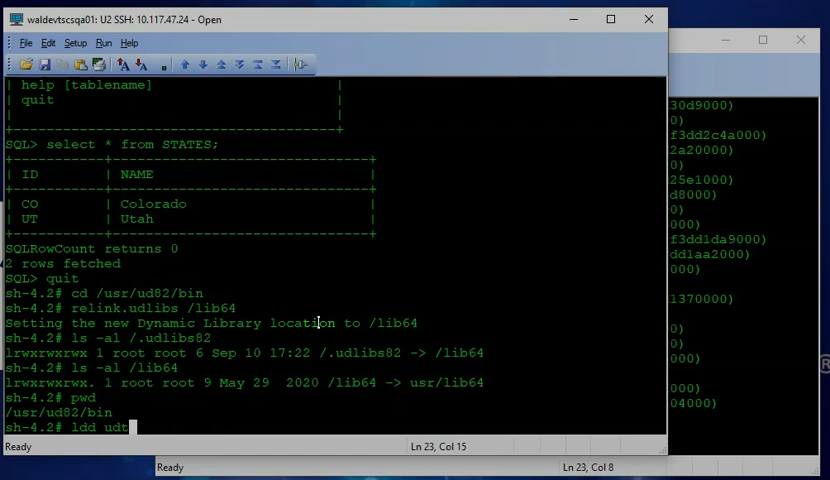 waldevtscsqa01: U2 SSH: 10.117.47.24 - Open
File Edit Setup Run Help
| help [tablename] |
| quit |
| |
+---------------------------------------+
SQL> select * from STATES;
+-----------+-------------------------------+
| ID | NAME |
+-----------+-------------------------------+
| CO | Colorado |
| UT | Utah |
+-----------+-------------------------------+
SQLRowCount returns 0
2 rows fetched
SQL> quit
sh-4.2# cd /usr/ud82/bin
sh-4.2# relink.udlibs /lib64
Setting the new Dynamic Library location to /lib64
sh-4.2# ls -al /.udlibs82
lrwxrwxrwx 1 root root 6 Sep 10 17:22 /.udlibs82 -> /lib64
sh-4.2# ls -al /lib64
lrwxrwxrwx. 1 root root 9 May 29 2020 /lib64 -> usr/lib64
sh-4.2# pwd
/usr/ud82/bin
sh-4.2# ldd udt
Ready Ln 23, Col 15
30d9000)
0)
f3dd2c4a000)
2a20000)
0)
25e1000)
d8000)
0)
f3dd1da9000)
dd1aa2000)
000)
1370000)
0)
000)
04000)
®
Ready Ln 23, Col 8